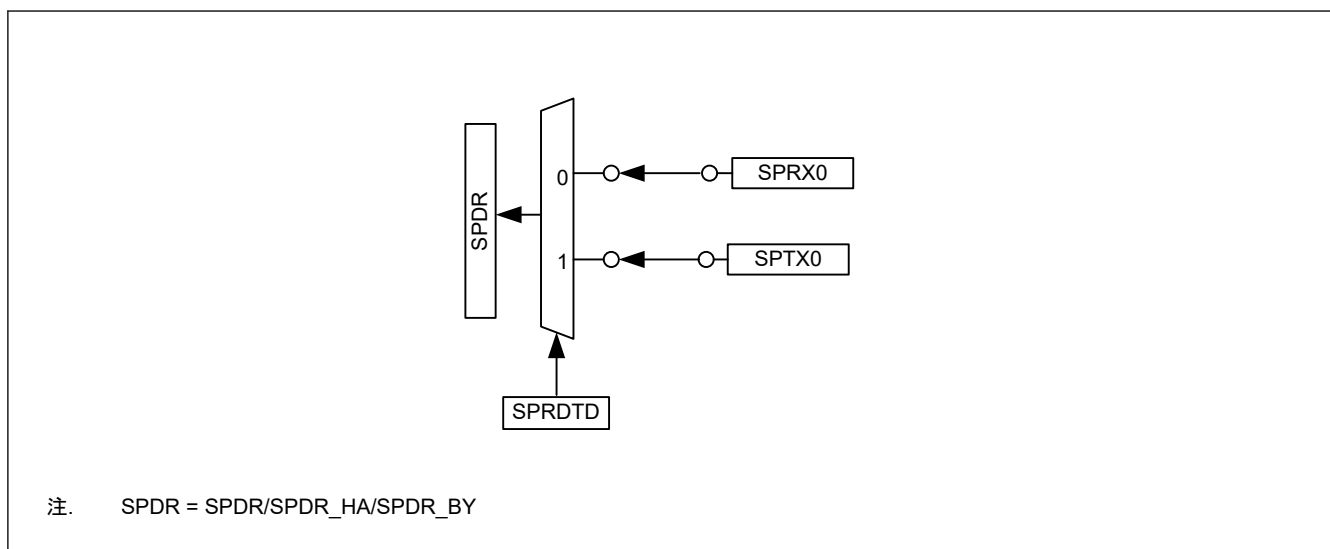 SPDR
0
SPRX0
1
SPTX0
SPRDTD
注. SPDR = SPDR/SPDR_HA/SPDR_BY